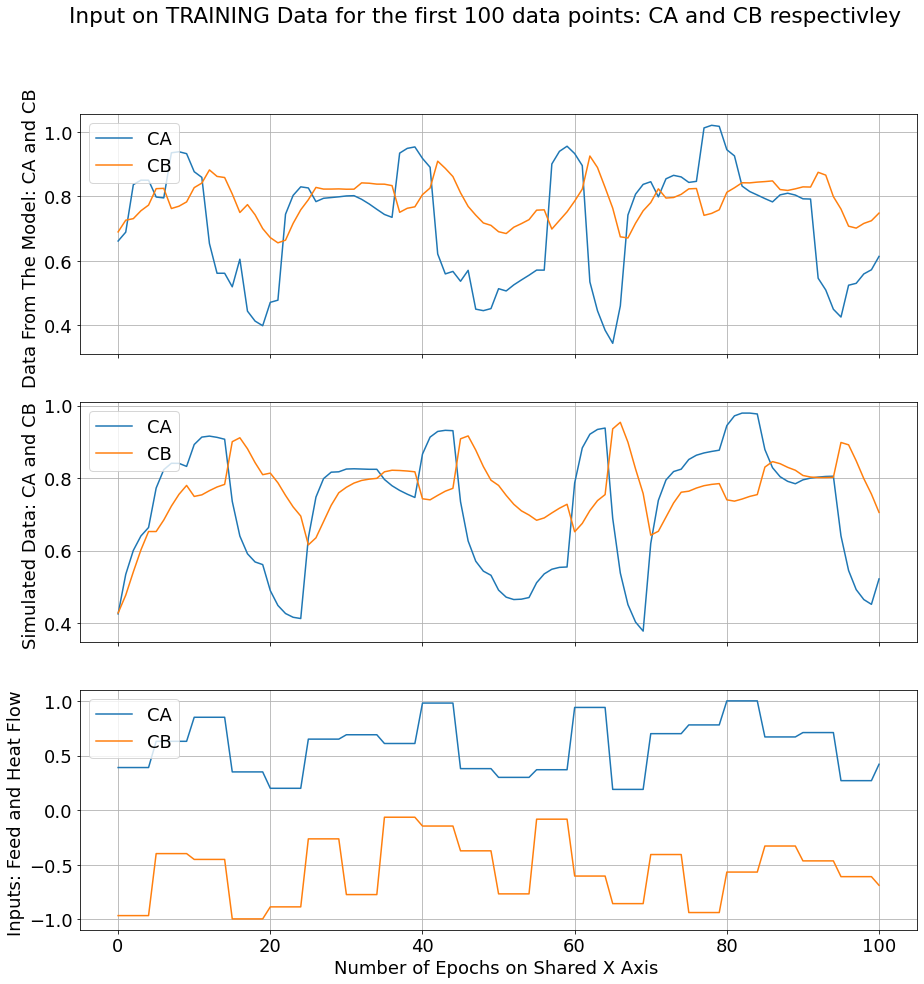 Input on TRAINING Data for the first 100 data points: CA and CB respectivley
Data From The Model: CA and CB
1.0
0.8
0.6
0.4
CA
CB
Simulated Data: CA and CB
1.0
0.8
0.6
0.4
CA
CB
Inputs: Feed and Heat Flow
1.0
0.5
0.0
−0.5
−1.0
CA
CB
0 20 40 60 80 100
Number of Epochs on Shared X Axis